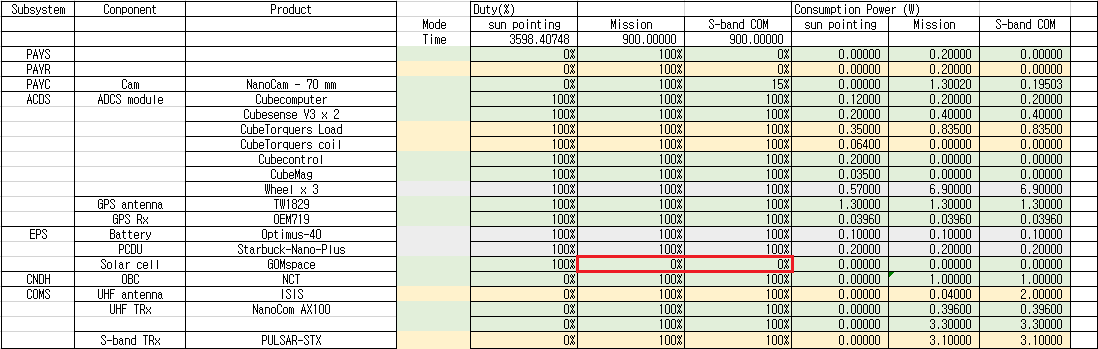 Duty(%) Consumption Power (W)
Subsystem Conponent Product Mode sun pointing Mission S-band COM sun pointing Mission S-band COM
Time 3598.40748 900.00000 900.00000
PAYS 0% 100% 0% 0.00000 0.20000 0.00000
PAYR 0% 100% 0% 0.00000 0.20000 0.00000
PAYC Cam NanoCam - 70 mm 0% 100% 15% 0.00000 1.30020 0.19503
ACDS ADCS module Cubecomputer 100% 100% 100% 0.12000 0.20000 0.20000
Cubesense V3 x 2 100% 100% 100% 0.20000 0.40000 0.40000
CubeTorquers Load 100% 100% 100% 0.35000 0.83500 0.83500
CubeTorquers coil 100% 100% 100% 0.06400 0.00000 0.00000
Cubecontrol 100% 100% 100% 0.20000 0.00000 0.00000
CubeMag 100% 100% 100% 0.03500 0.00000 0.00000
Wheel x 3 100% 100% 100% 0.57000 6.90000 6.90000
GPS antenna TW1829 100% 100% 100% 1.30000 1.30000 1.30000
GPS Rx OEM719 100% 100% 100% 0.03960 0.03960 0.03960
EPS Battery Optimus-40 100% 100% 100% 0.10000 0.10000 0.10000
PCDU Starbuck-Nano-Plus 100% 100% 100% 0.20000 0.20000 0.20000
Solar cell GOMspace 100% 0% 0% 0.00000 0.00000 0.00000
CNDH OBC NCT 0% 100% 100% 0.00000 1.00000 1.00000
COMS UHF antenna ISIS 0% 100% 100% 0.00000 0.04000 2.00000
UHF TRx NanoCom AX100 0% 100% 100% 0.00000 0.39600 0.39600
0% 100% 100% 0.00000 3.30000 3.30000
S-band TRx PULSAR-STX 0% 100% 100% 0.00000 3.10000 3.10000